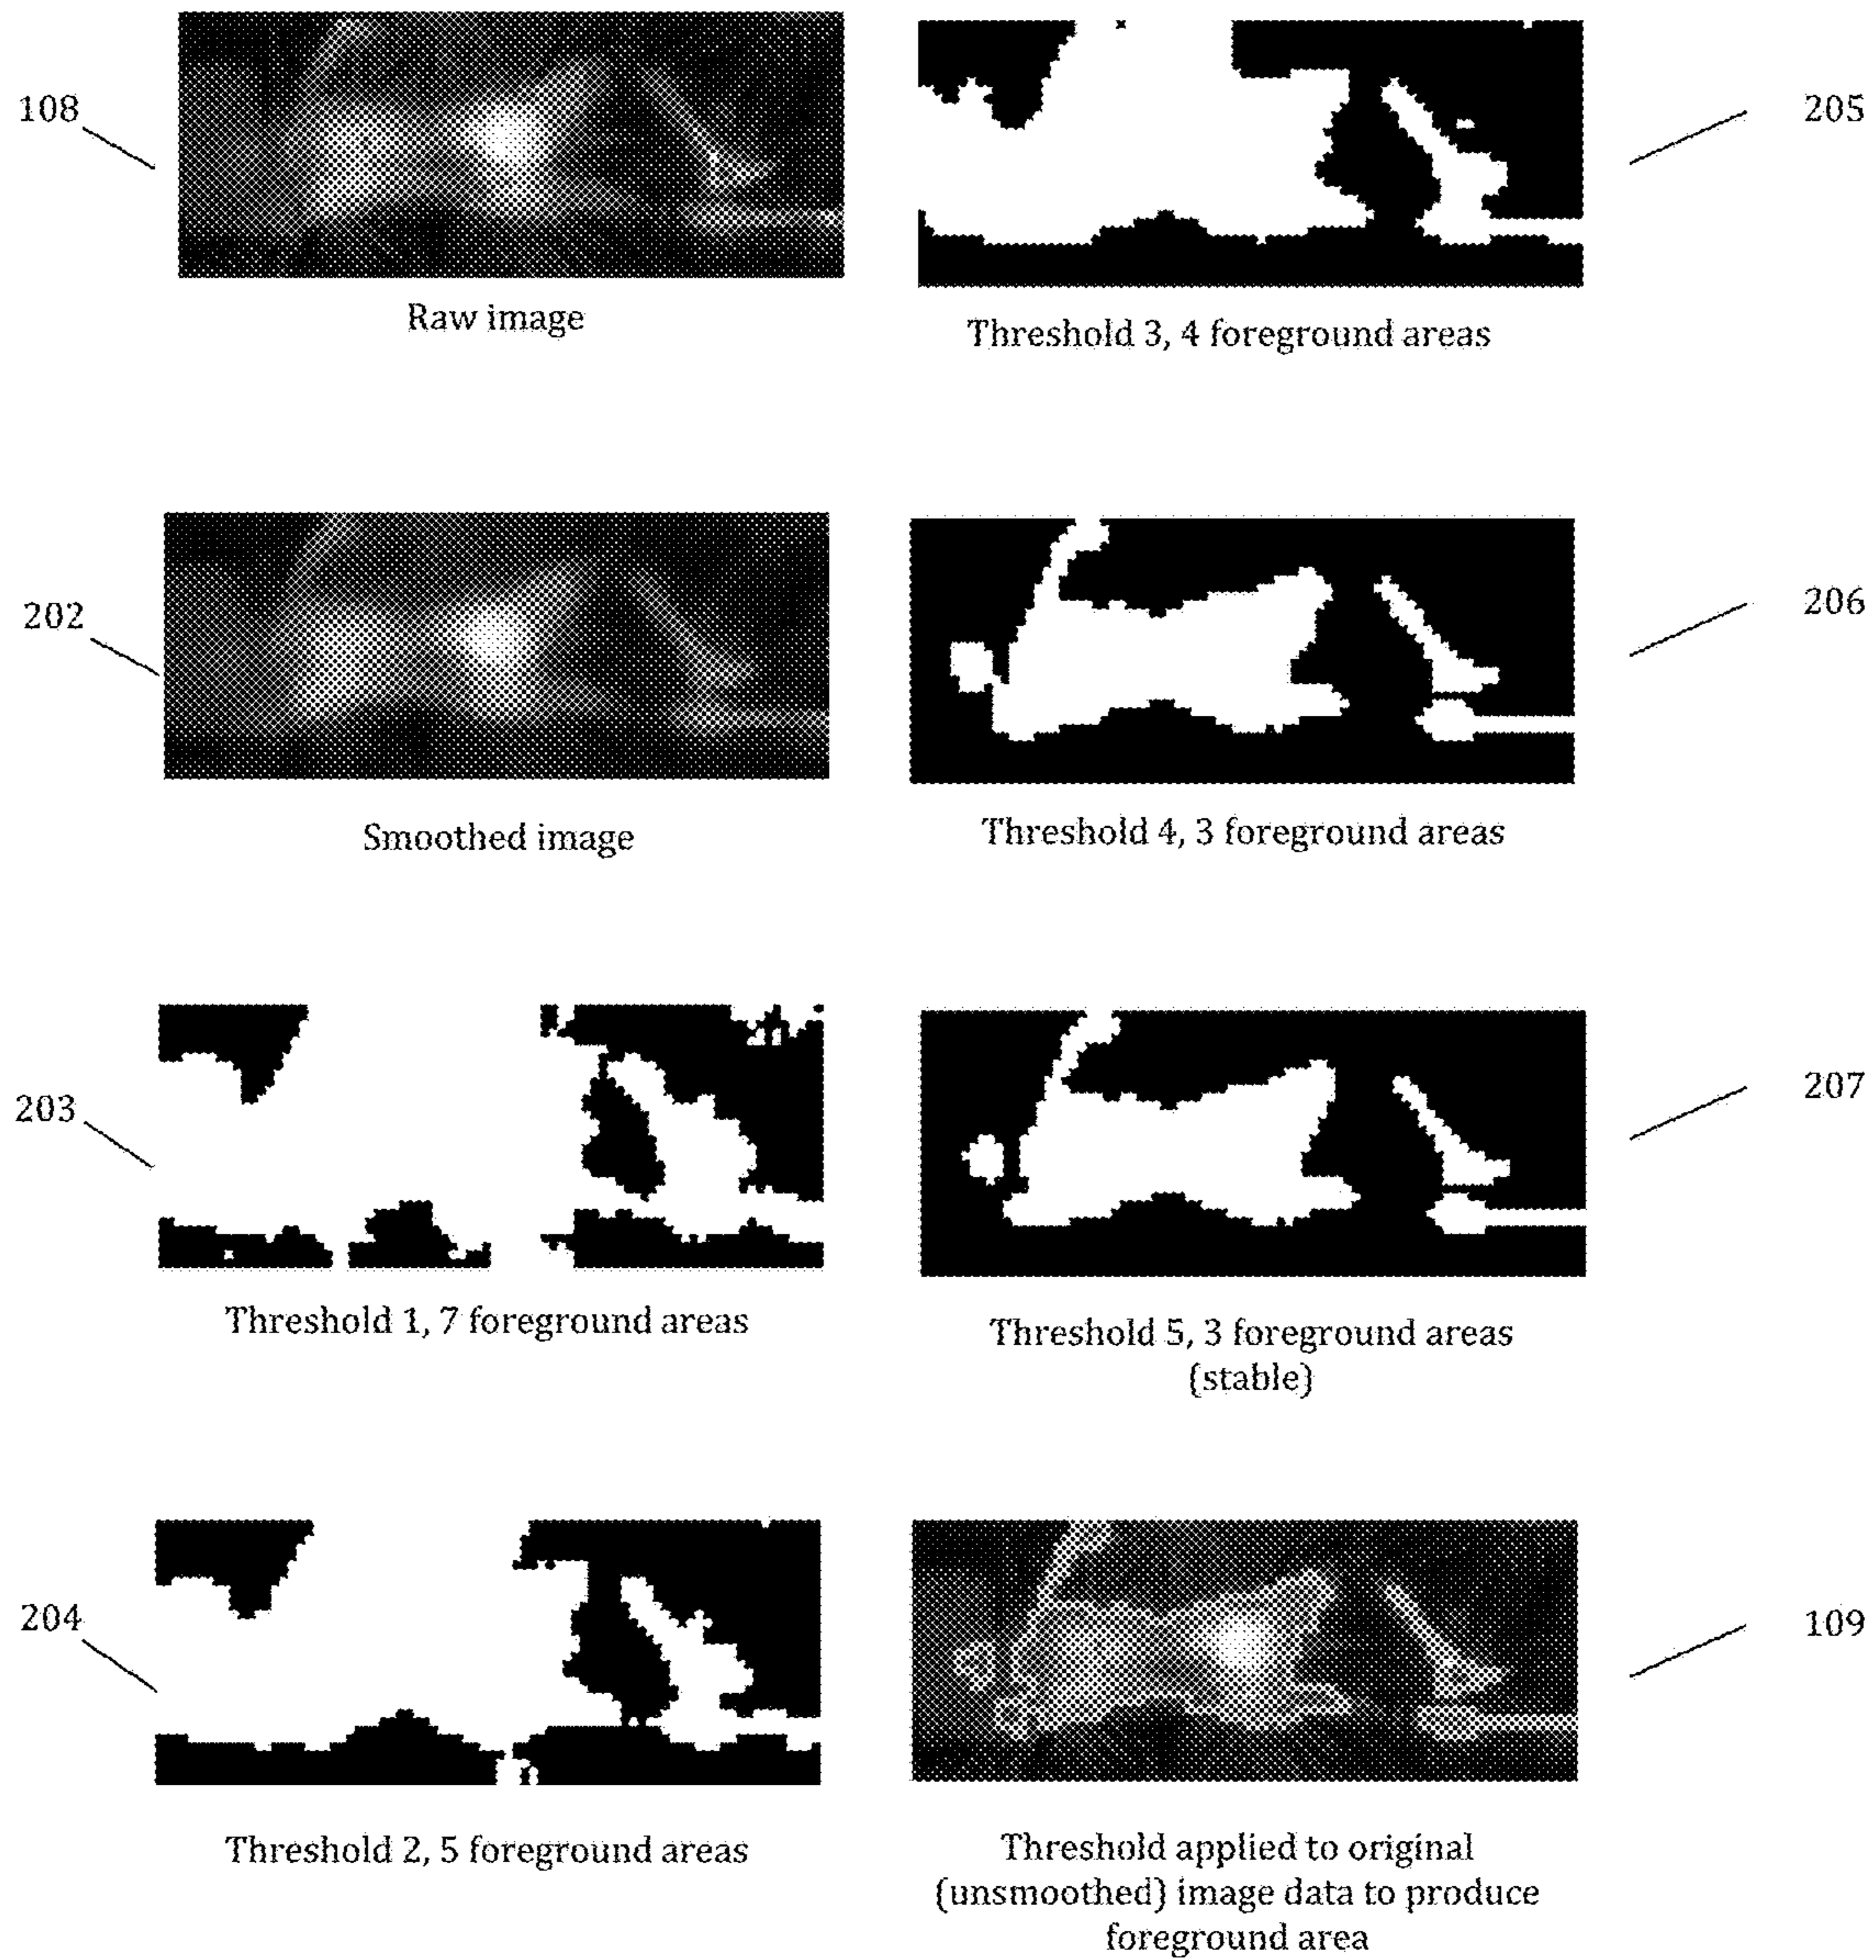 108
Raw image
202
Smoothed image
203
Threshold 1, 7 foreground areas
204
Threshold 2, 5 foreground areas
205
Threshold 3, 4 foreground areas
206
Threshold 4, 3 foreground areas
207
Threshold 5, 3 foreground areas
(stable)
109
Threshold applied to original
(unsmoothed) image data to produce
foreground area